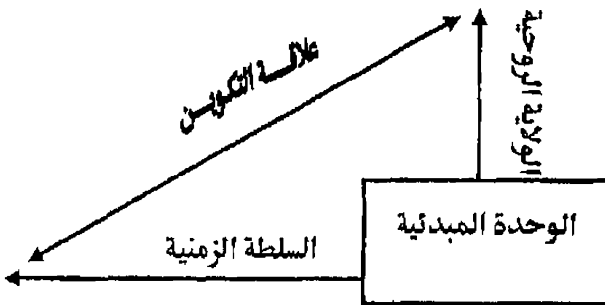 الولاية الروحية
علاقة التكوين
الوحدة المبدئية
السلطة الزمنية